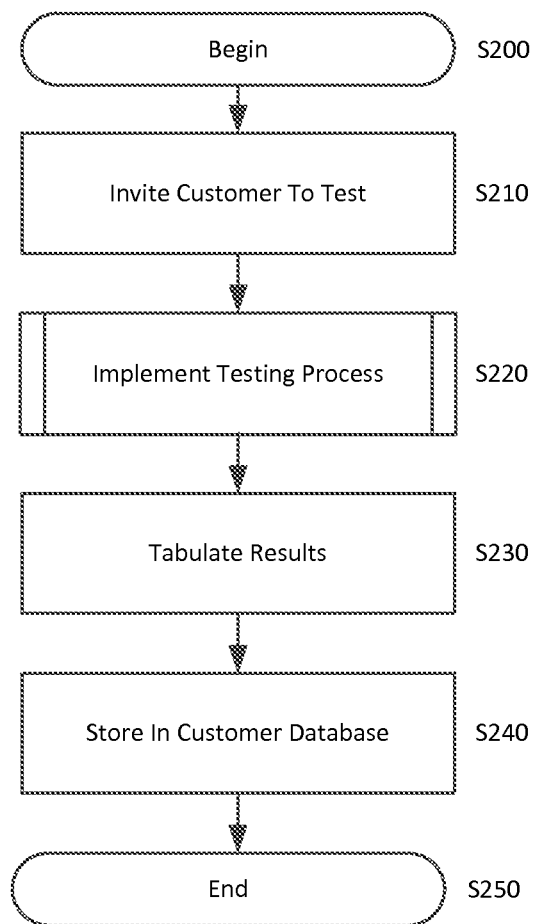 Begin S200
Invite Customer To Test S210
Implement Testing Process S220
Tabulate Results S230
Store In Customer Database S240
End S250